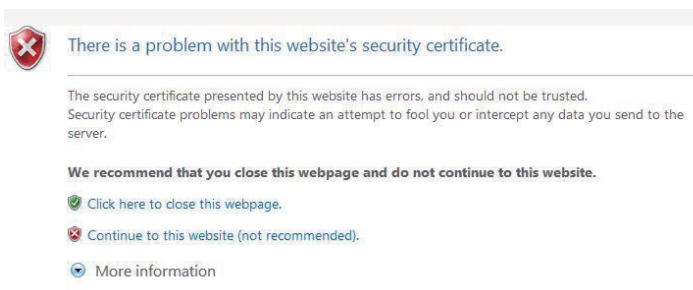 There is a problem with this website's security certificate.
The security certificate presented by this website has errors, and should not be trusted.
Security certificate problems may indicate an attempt to fool you or intercept any data you send to the
server.
We recommend that you close this webpage and do not continue to this website.
Click here to close this webpage.
Continue to this website (not recommended).
More information